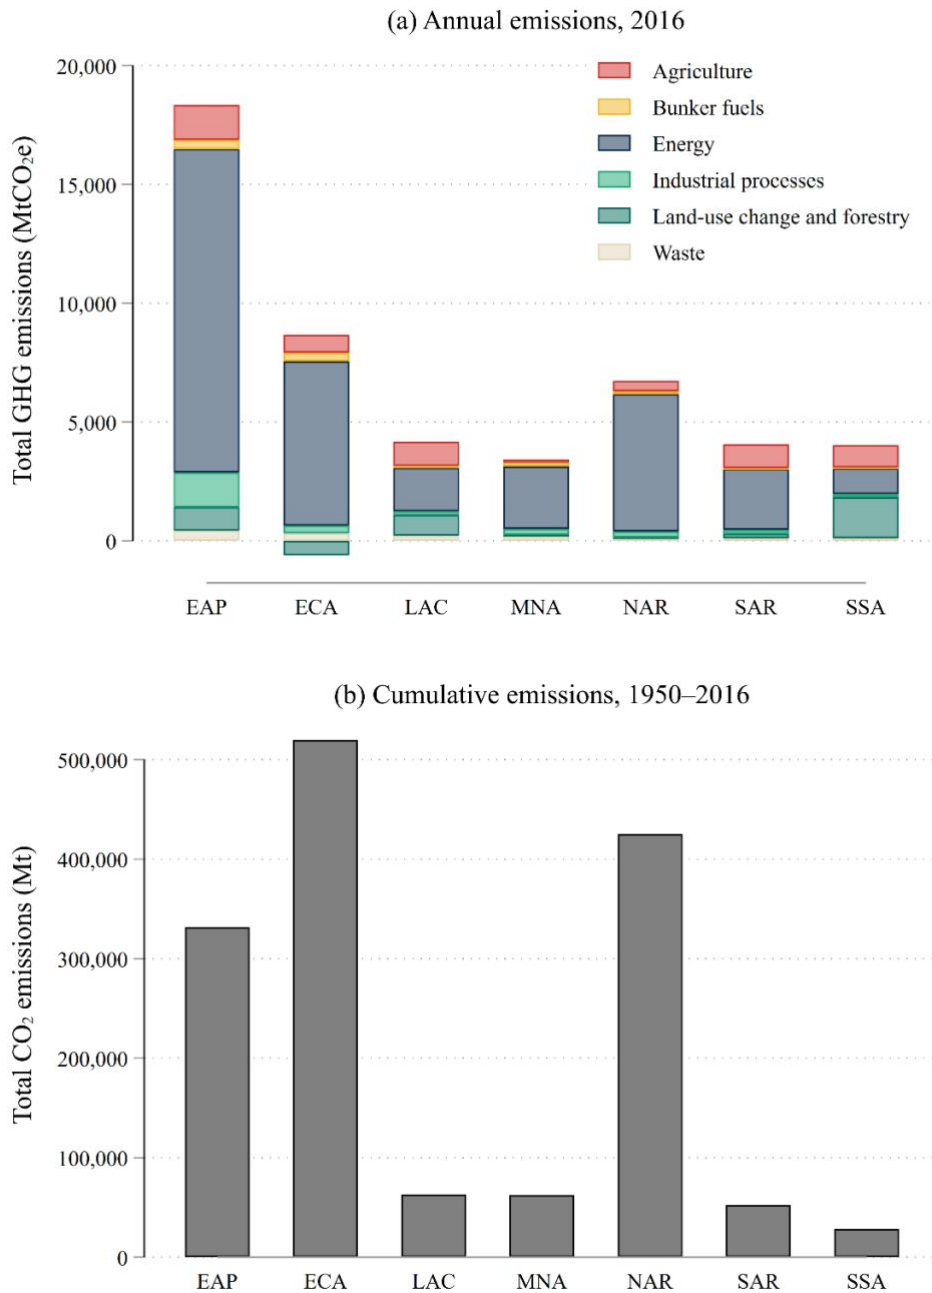 (a) Annual emissions, 2016
Total GHG emissions (MtCO₂e)
20,000
15,000
10,000
5,000
0
Agriculture
Bunker fuels
Energy
Industrial processes
Land-use change and forestry
Waste
EAP ECA LAC MNA NAR SAR SSA
(b) Cumulative emissions, 1950–2016
Total CO₂ emissions (Mt)
500,000
400,000
300,000
200,000
100,000
0
EAP ECA LAC MNA NAR SAR SSA